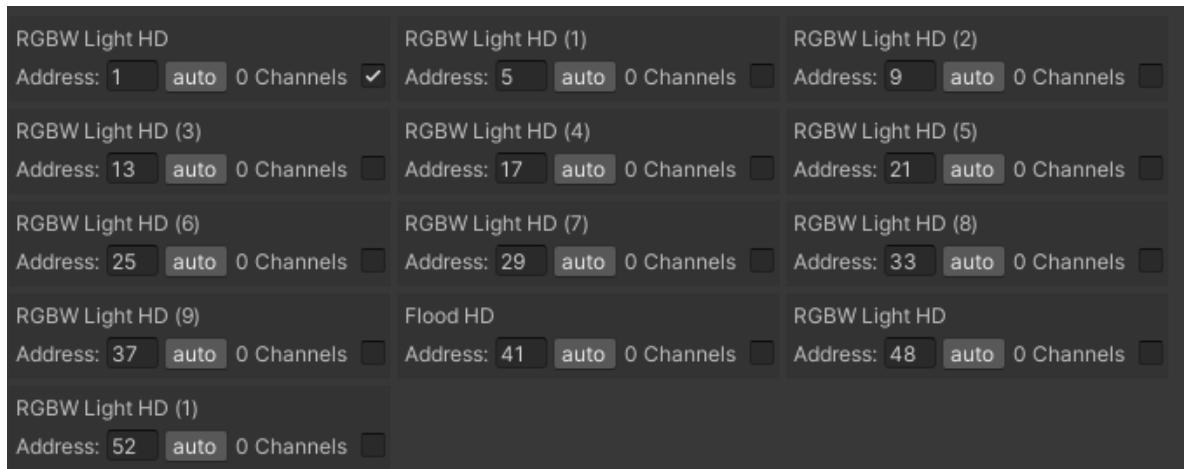 RGBW Light HD
Address: 1 auto 0 Channels
RGBW Light HD (1)
Address: 5 auto 0 Channels
RGBW Light HD (2)
Address: 9 auto 0 Channels
RGBW Light HD (3)
Address: 13 auto 0 Channels
RGBW Light HD (4)
Address: 17 auto 0 Channels
RGBW Light HD (5)
Address: 21 auto 0 Channels
RGBW Light HD (6)
Address: 25 auto 0 Channels
RGBW Light HD (7)
Address: 29 auto 0 Channels
RGBW Light HD (8)
Address: 33 auto 0 Channels
RGBW Light HD (9)
Address: 37 auto 0 Channels
Flood HD
Address: 41 auto 0 Channels
RGBW Light HD
Address: 48 auto 0 Channels
RGBW Light HD (1)
Address: 52 auto 0 Channels